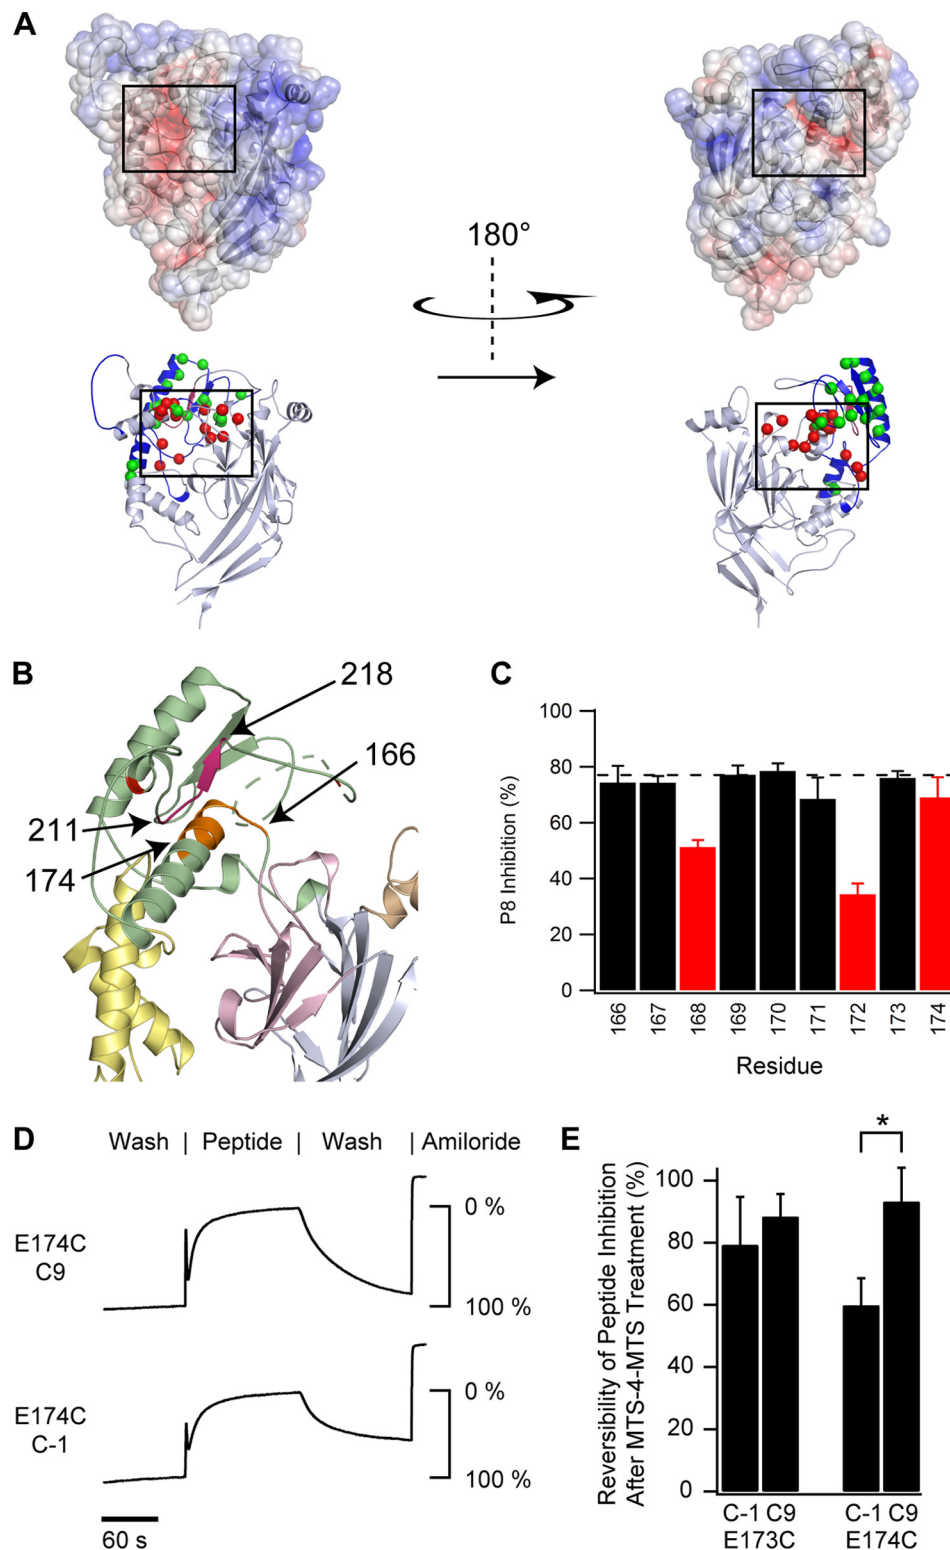 A
180°
B
218
166
211
174
C
P8 Inhibition (%)
100
80
60
40
20
0
166
167
168
169
170
171
172
173
174
Residue
D
Wash | Peptide | Wash | Amiloride
E174C
C9
0 %
100 %
E174C
C-1
0 %
100 %
60 s
E
Reversibility of Peptide Inhibition
After MTS-4-MTS Treatment (%)
100
80
60
40
20
0
*
C-1 C9
E173C
C-1 C9
E174C